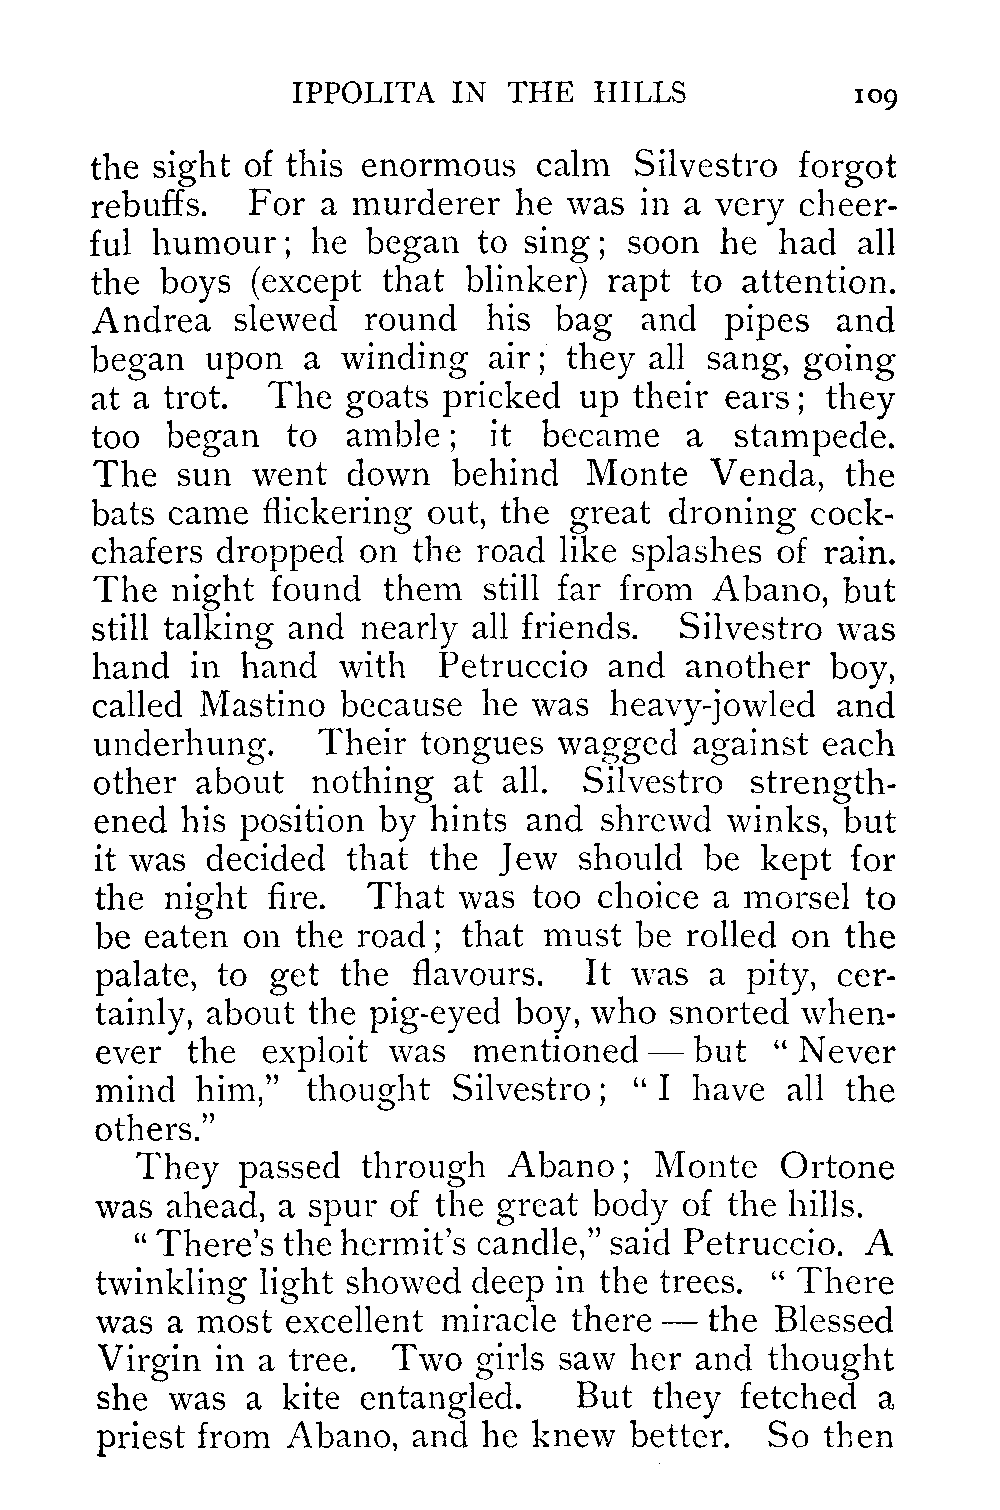 IPPOLITA IN THE HILLS 109
the sight of this enormous calm Silvestro forgot
rebuffs. For a murderer he was in a very cheer-
ful humour; he began to sing; soon he had all
the boys (except that blinker) rapt to attention.
Andrea slewed round his bag and pipes and
began upon a winding air; they all sang, going
at a trot. The goats pricked up their ears; they
too began to amble; it became a stampede.
The sun went down behind Monte Venda, the
bats came flickering out, the great droning cock-
chafers dropped on the road like splashes of rain.
The night found them still far from Abano, but
still talking and nearly all friends. Silvestro was
hand in hand with Petruccio and another boy,
called Mastino because he was heavy-jowled and
underhung. Their tongues wagged against each
other about nothing at all. Silvestro strength-
ened his position by hints and shrewd winks, but
it was decided that the Jew should be kept for
the night fire. That was too choice a morsel to
be eaten on the road; that must be rolled on the
palate, to get the flavours. It was a pity, cer-
tainly, about the pig-eyed boy, who snorted when-
ever the exploit was mentioned — but “ Never
mind him,” thought Silvestro; “ I have all the
others.”
They passed through Abano; Monte Ortone
was ahead, a spur of the great body of the hills.
“ There's the hermit's candle,” said Petruccio. A
twinkling light showed deep in the trees. “ There
was a most excellent miracle there — the Blessed
Virgin in a tree. Two girls saw her and thought
she was a kite entangled. But they fetched a
priest from Abano, and he knew better. So then